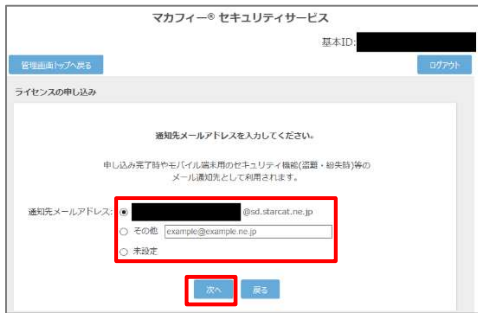 マカフィー® セキュリティサービス
基本ID:
管理画面トップへ戻る
ログアウト
ライセンスの申し込み
通知先メールアドレスを入力してください。
申し込み完了時やモバイル端末用のセキュリティ機能(盗難・紛失時)等の
メール通知先として利用されます。
通知先メールアドレス: @sd.starcat.ne.jp
その他 example@example.ne.jp
未設定
次へ 戻る